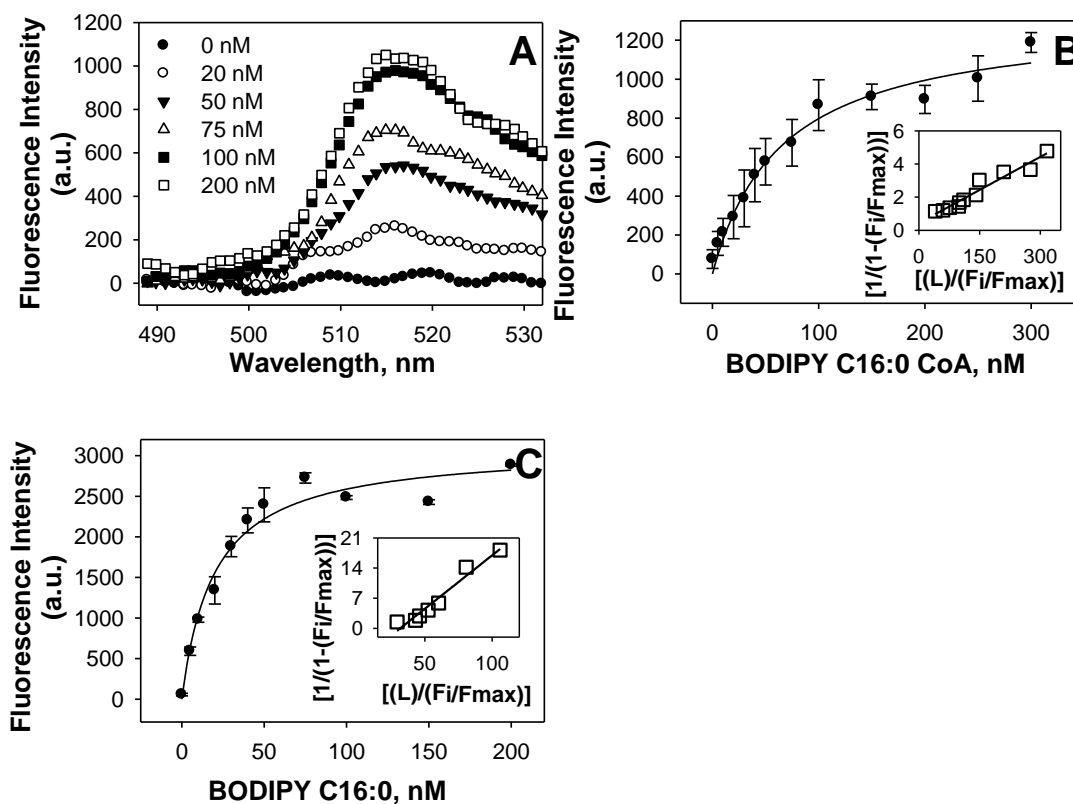 A
Fluorescence Intensity
(a.u.)
1200
1000
800
600
400
200
0
0 nM
20 nM
50 nM
75 nM
100 nM
200 nM
490 500 510 520 530
Wavelength, nm
B
Fluorescence Intensity
(a.u.)
1200
1000
800
600
400
200
0
[1/(1-(Fi/Fmax))]
6
4
2
0
0 150 300
[(L)/(Fi/Fmax)]
0 100 200 300
BODIPY C16:0 CoA, nM
C
Fluorescence Intensity
(a.u.)
3000
2500
2000
1500
1000
500
0
[1/(1-(Fi/Fmax))]
21
14
7
0
50 100
[(L)/(Fi/Fmax)]
0 50 100 150 200
BODIPY C16:0, nM